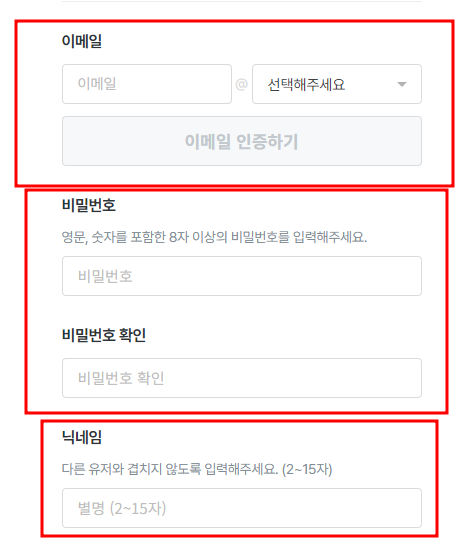 이메일
이메일 @ 선택해주세요
이메일 인증하기
비밀번호
영문, 숫자를 포함한 8자 이상의 비밀번호를 입력해주세요.
비밀번호
비밀번호 확인
비밀번호 확인
닉네임
다른 유저와 겹치지 않도록 입력해주세요. (2~15자)
별명 (2~15자)